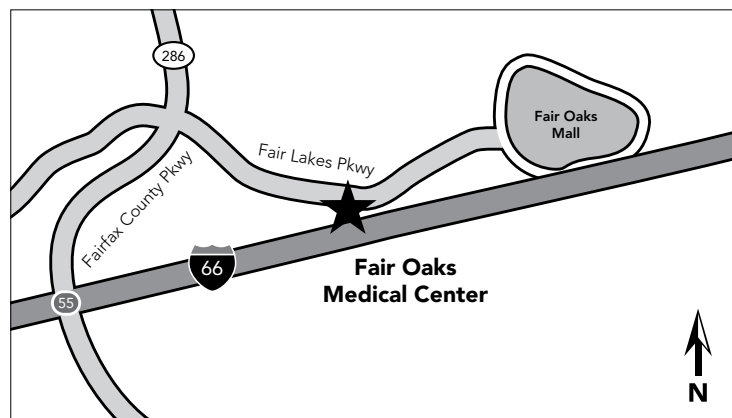 286
Fair Oaks
Mall
Fair Lakes Pkwy
Fairfax County Pkwy
66
Fair Oaks
Medical Center
55
N